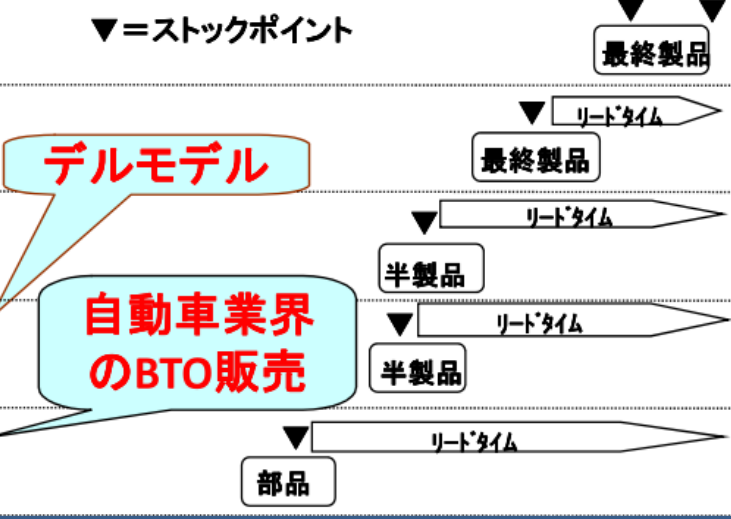 ▼＝ストックポイント
最終製品
リードタイム
最終製品
デルモデル
リードタイム
半製品
自動車業界
のBTO販売
リードタイム
半製品
リードタイム
部品